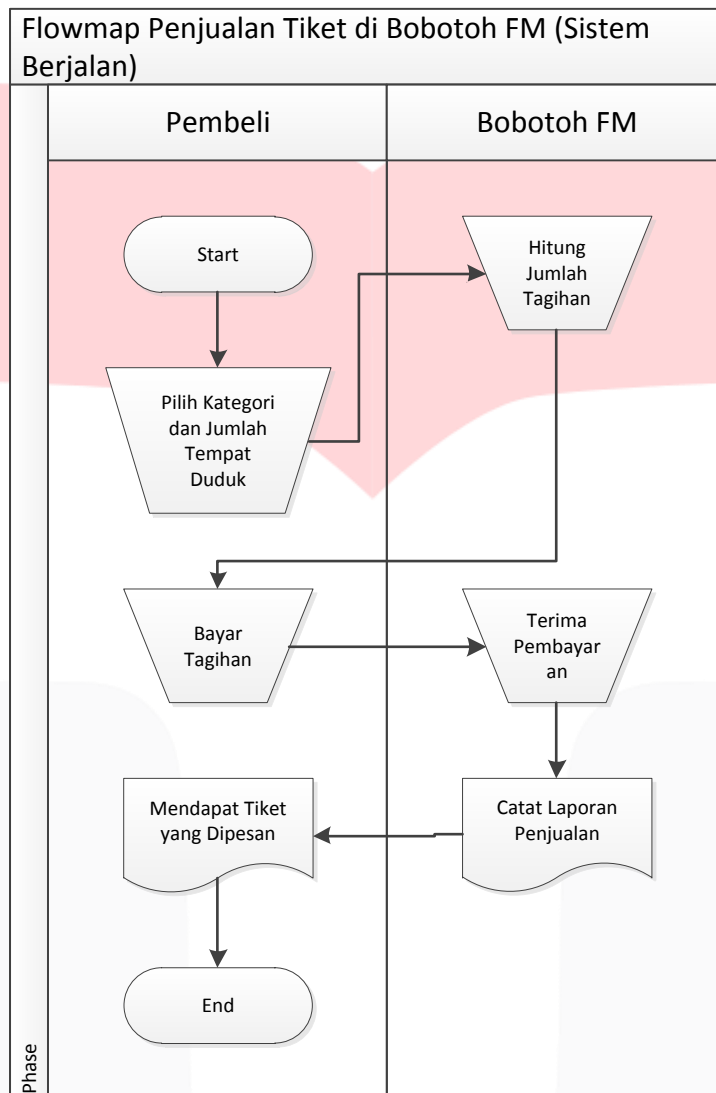 Flowmap Penjualan Tiket di Bobotoh FM (Sistem
Berjalan)
Pembeli
Bobotoh FM
Start
Hitung
Jumlah
Tagihan
Pilih Kategori
dan Jumlah
Tempat
Duduk
Bayar
Tagihan
Terima
Pembayar
an
Mendapat Tiket
yang Dipesan
Catat Laporan
Penjualan
End
Phase